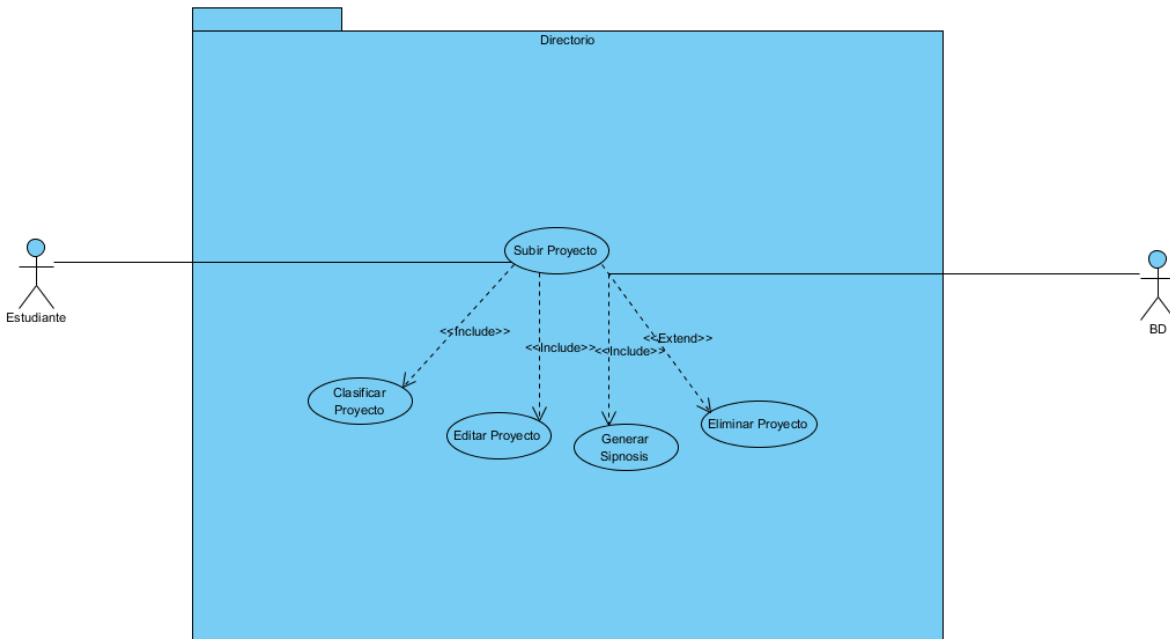 Directorio
Subir Proyecto
Estudiante
BD
<<Include>>
<<Extend>>
<<Include>>
<<Include>>
Clasificar
Proyecto
Editar Proyecto
Generar
Sipnosis
Eliminar Proyecto